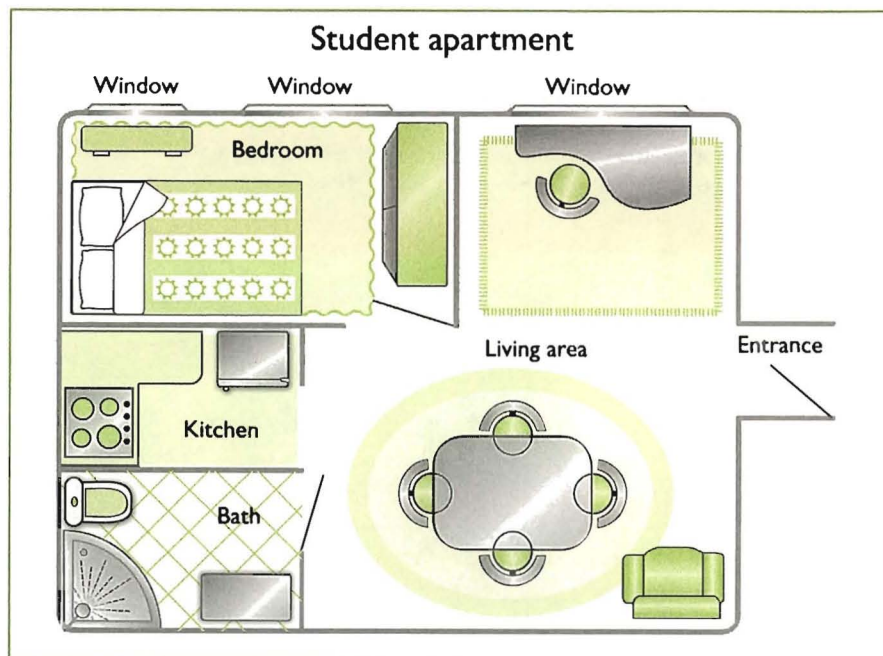 Student apartment
Window
Window
Window
Bedroom
Living area
Entrance
Kitchen
Bath